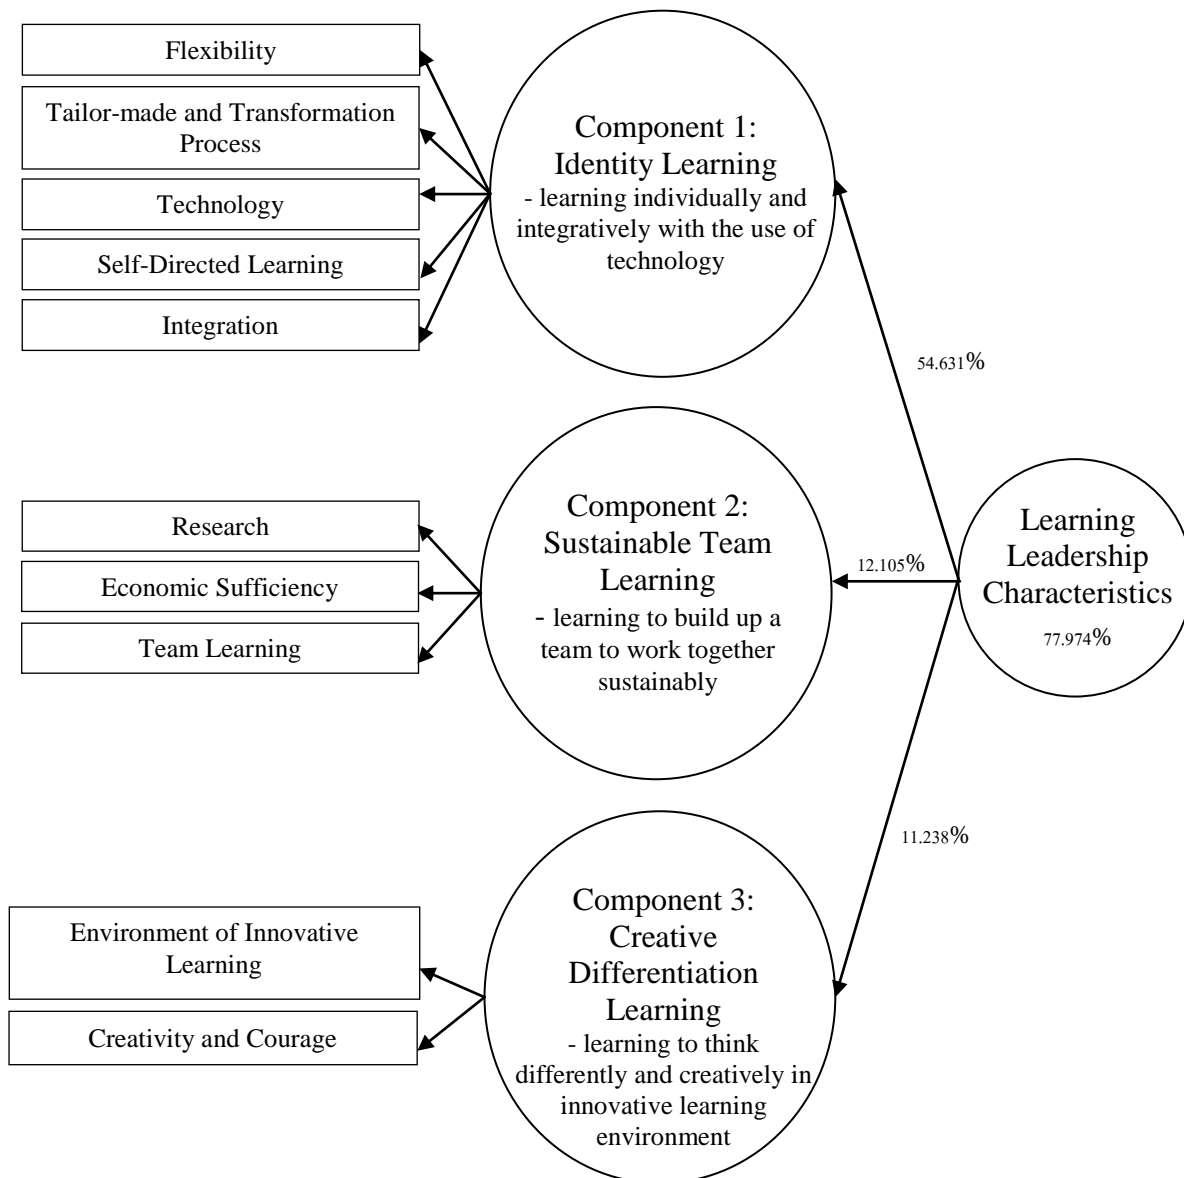 Flexibility
Tailor-made and Transformation
Process
Technology
Self-Directed Learning
Integration
Component 1:
Identity Learning
- learning individually and
integratively with the use of
technology
54.631%
Research
Economic Sufficiency
Team Learning
Component 2:
Sustainable Team
Learning
- learning to build up a
team to work together
sustainably
12.105%
Learning
Leadership
Characteristics
77.974%
11.238%
Environment of Innovative
Learning
Creativity and Courage
Component 3:
Creative
Differentiation
Learning
- learning to think
differently and creatively in
innovative learning
environment